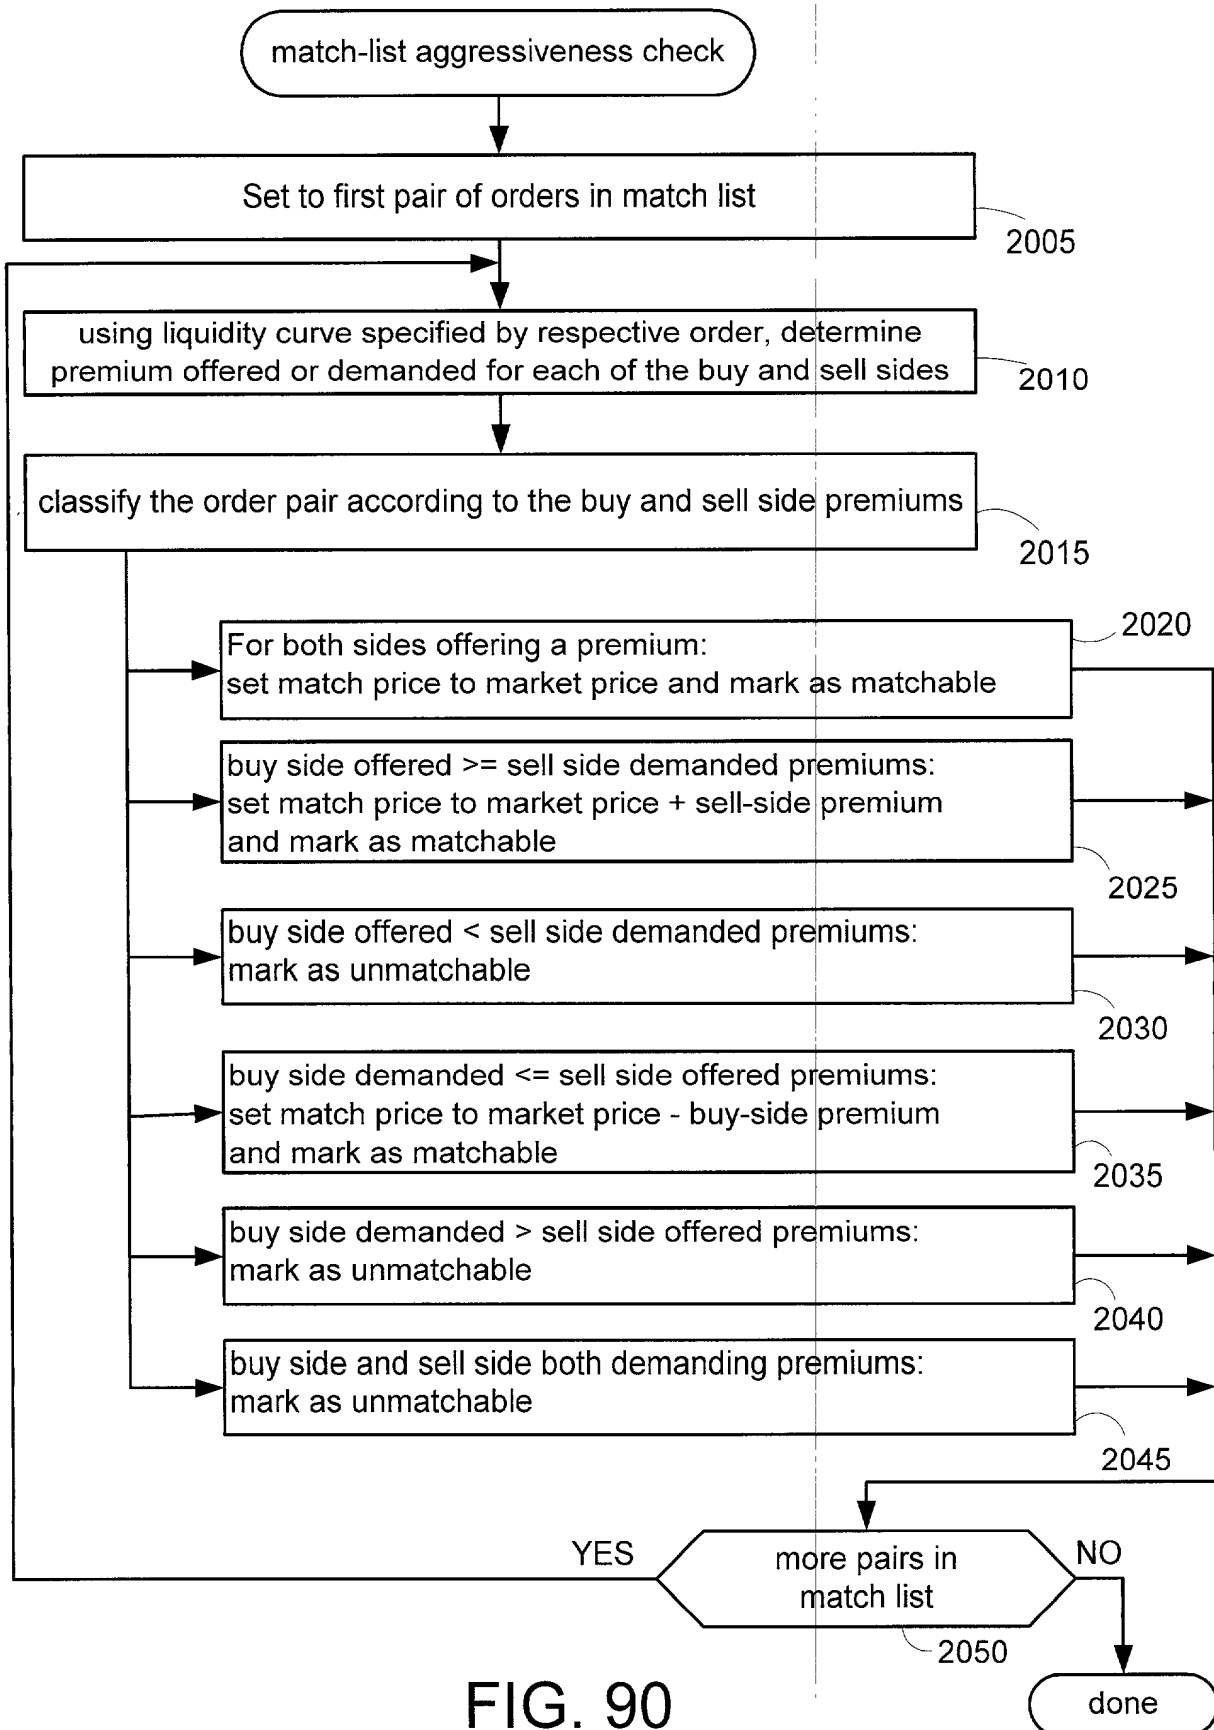 match-list aggressiveness check
Set to first pair of orders in match list
2005
using liquidity curve specified by respective order, determine
premium offered or demanded for each of the buy and sell sides
2010
classify the order pair according to the buy and sell side premiums
2015
For both sides offering a premium:
set match price to market price and mark as matchable
2020
buy side offered >= sell side demanded premiums:
set match price to market price + sell-side premium
and mark as matchable
2025
buy side offered < sell side demanded premiums:
mark as unmatchable
2030
buy side demanded <= sell side offered premiums:
set match price to market price - buy-side premium
and mark as matchable
2035
buy side demanded > sell side offered premiums:
mark as unmatchable
2040
buy side and sell side both demanding premiums:
mark as unmatchable
2045
YES
more pairs in
match list
NO
2050
done
FIG. 90